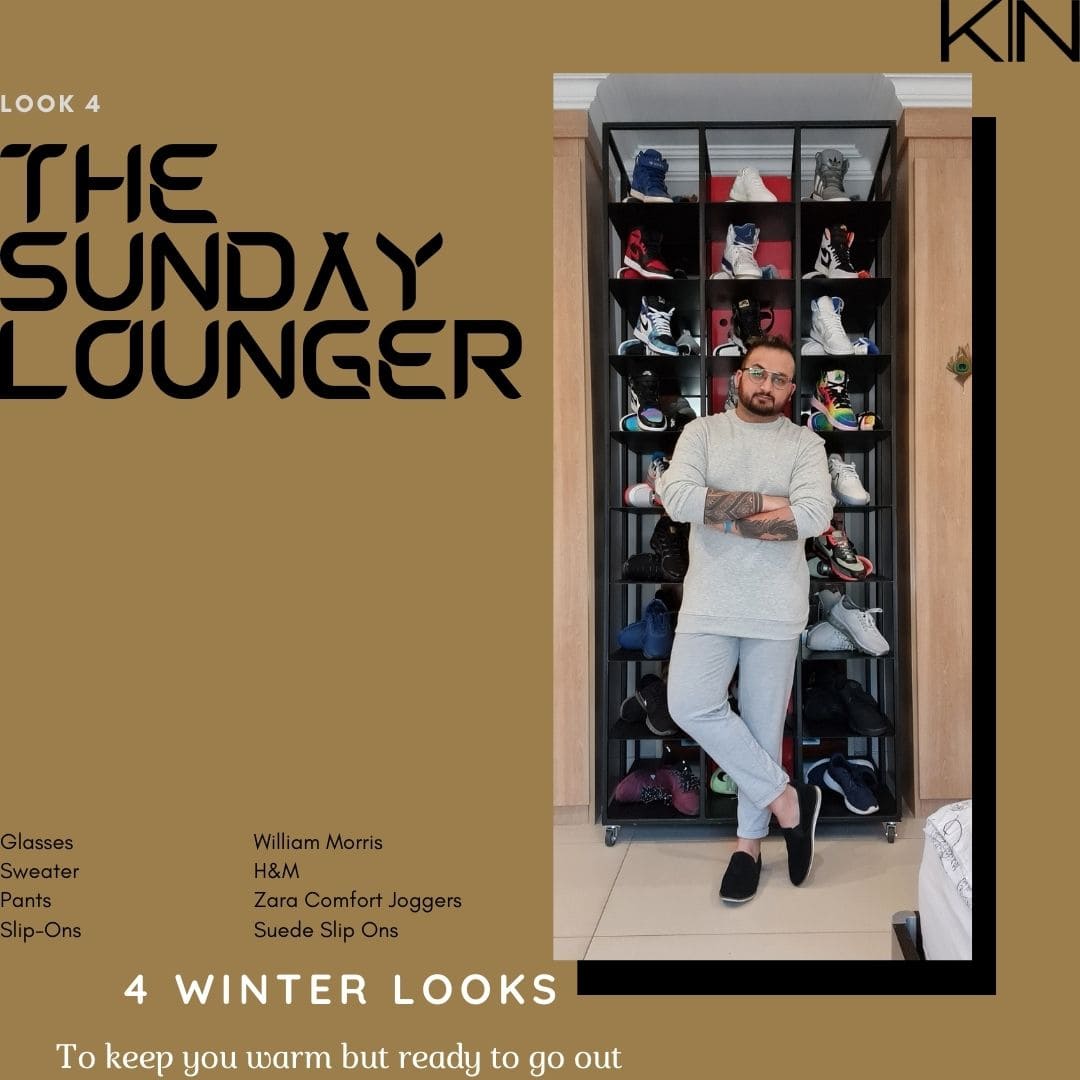 KIN
LOOK 4
THE
SUNDAY
LOUNGER
Glasses William Morris
Sweater H&M
Pants Zara Comfort Joggers
Slip-Ons Suede Slip Ons
4 WINTER LOOKS
To keep you warm but ready to go out